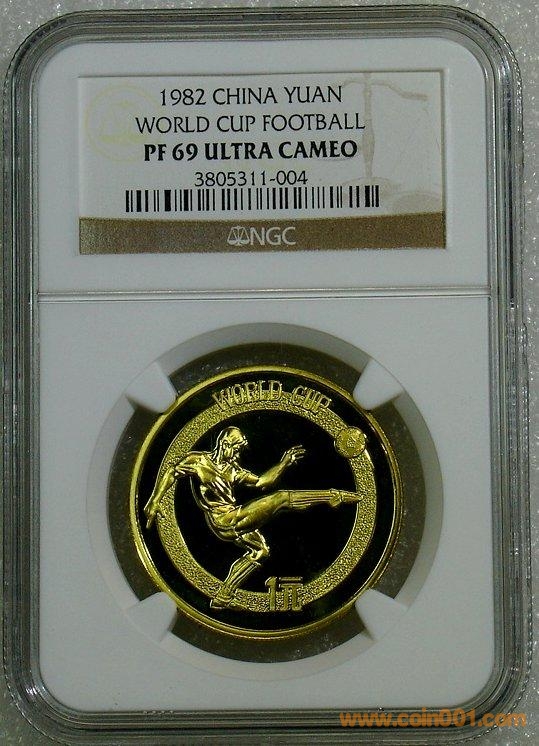 1982 CHINA YUAN
WORLD CUP FOOTBALL
PF 69 ULTRA CAMEO
3805311-004
NGC
WORLD CUP
1元
www.coin001.com